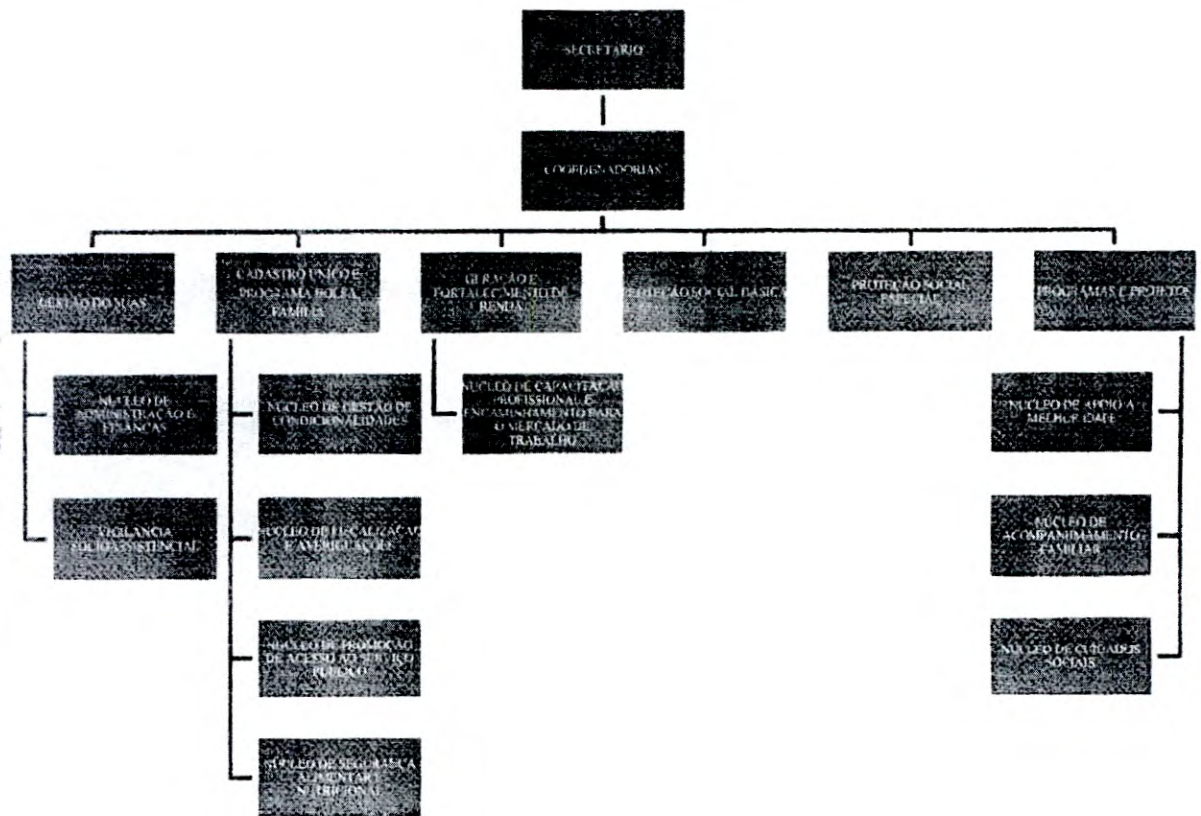 SECRETÁRIO
COORDENADORIAS
GESTÃO DO SUAS
CADASTRO ÚNICO E
PROGRAMA BOLSA
FAMÍLIA
GERAÇÃO E
FORTALECIMENTO DE
RENDA
PROTEÇÃO SOCIAL BÁSICA
PROTEÇÃO SOCIAL
ESPECIAL
PROGRAMAS E PROJETOS
NÚCLEO DE
ADMINISTRAÇÃO E
FINANÇAS
NÚCLEO DE GESTÃO DE
CONDICIONALIDADES
NÚCLEO DE CAPACITAÇÃO
PROFISSIONAL E
ENCAMINHAMENTO PARA
O MERCADO DE
TRABALHO
NÚCLEO DE APOIO A
MELHOR IDADE
VIGILÂNCIA
SOCIOASSISTENCIAL
NÚCLEO DE FISCALIZAÇÃO
E AVERIGUAÇÃO
NÚCLEO DE
ACOMPANHAMENTO
FAMILIAR
NÚCLEO DE PROMOÇÃO
DE ACESSO AO SERVIÇO
PÚBLICO
NÚCLEO DE CUIDADOS
SOCIAIS
NÚCLEO DE SEGURANÇA
ALIMENTAR
NUTRICIONAL